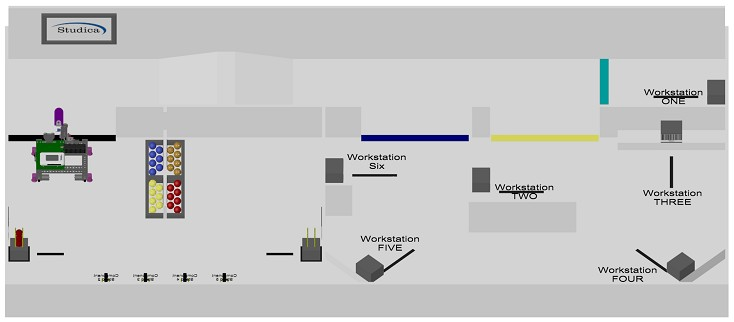 Studica
Workstation
ONE
Workstation
Six
Workstation
TWO
Workstation
THREE
Workstation
FIVE
Workstation
FOUR